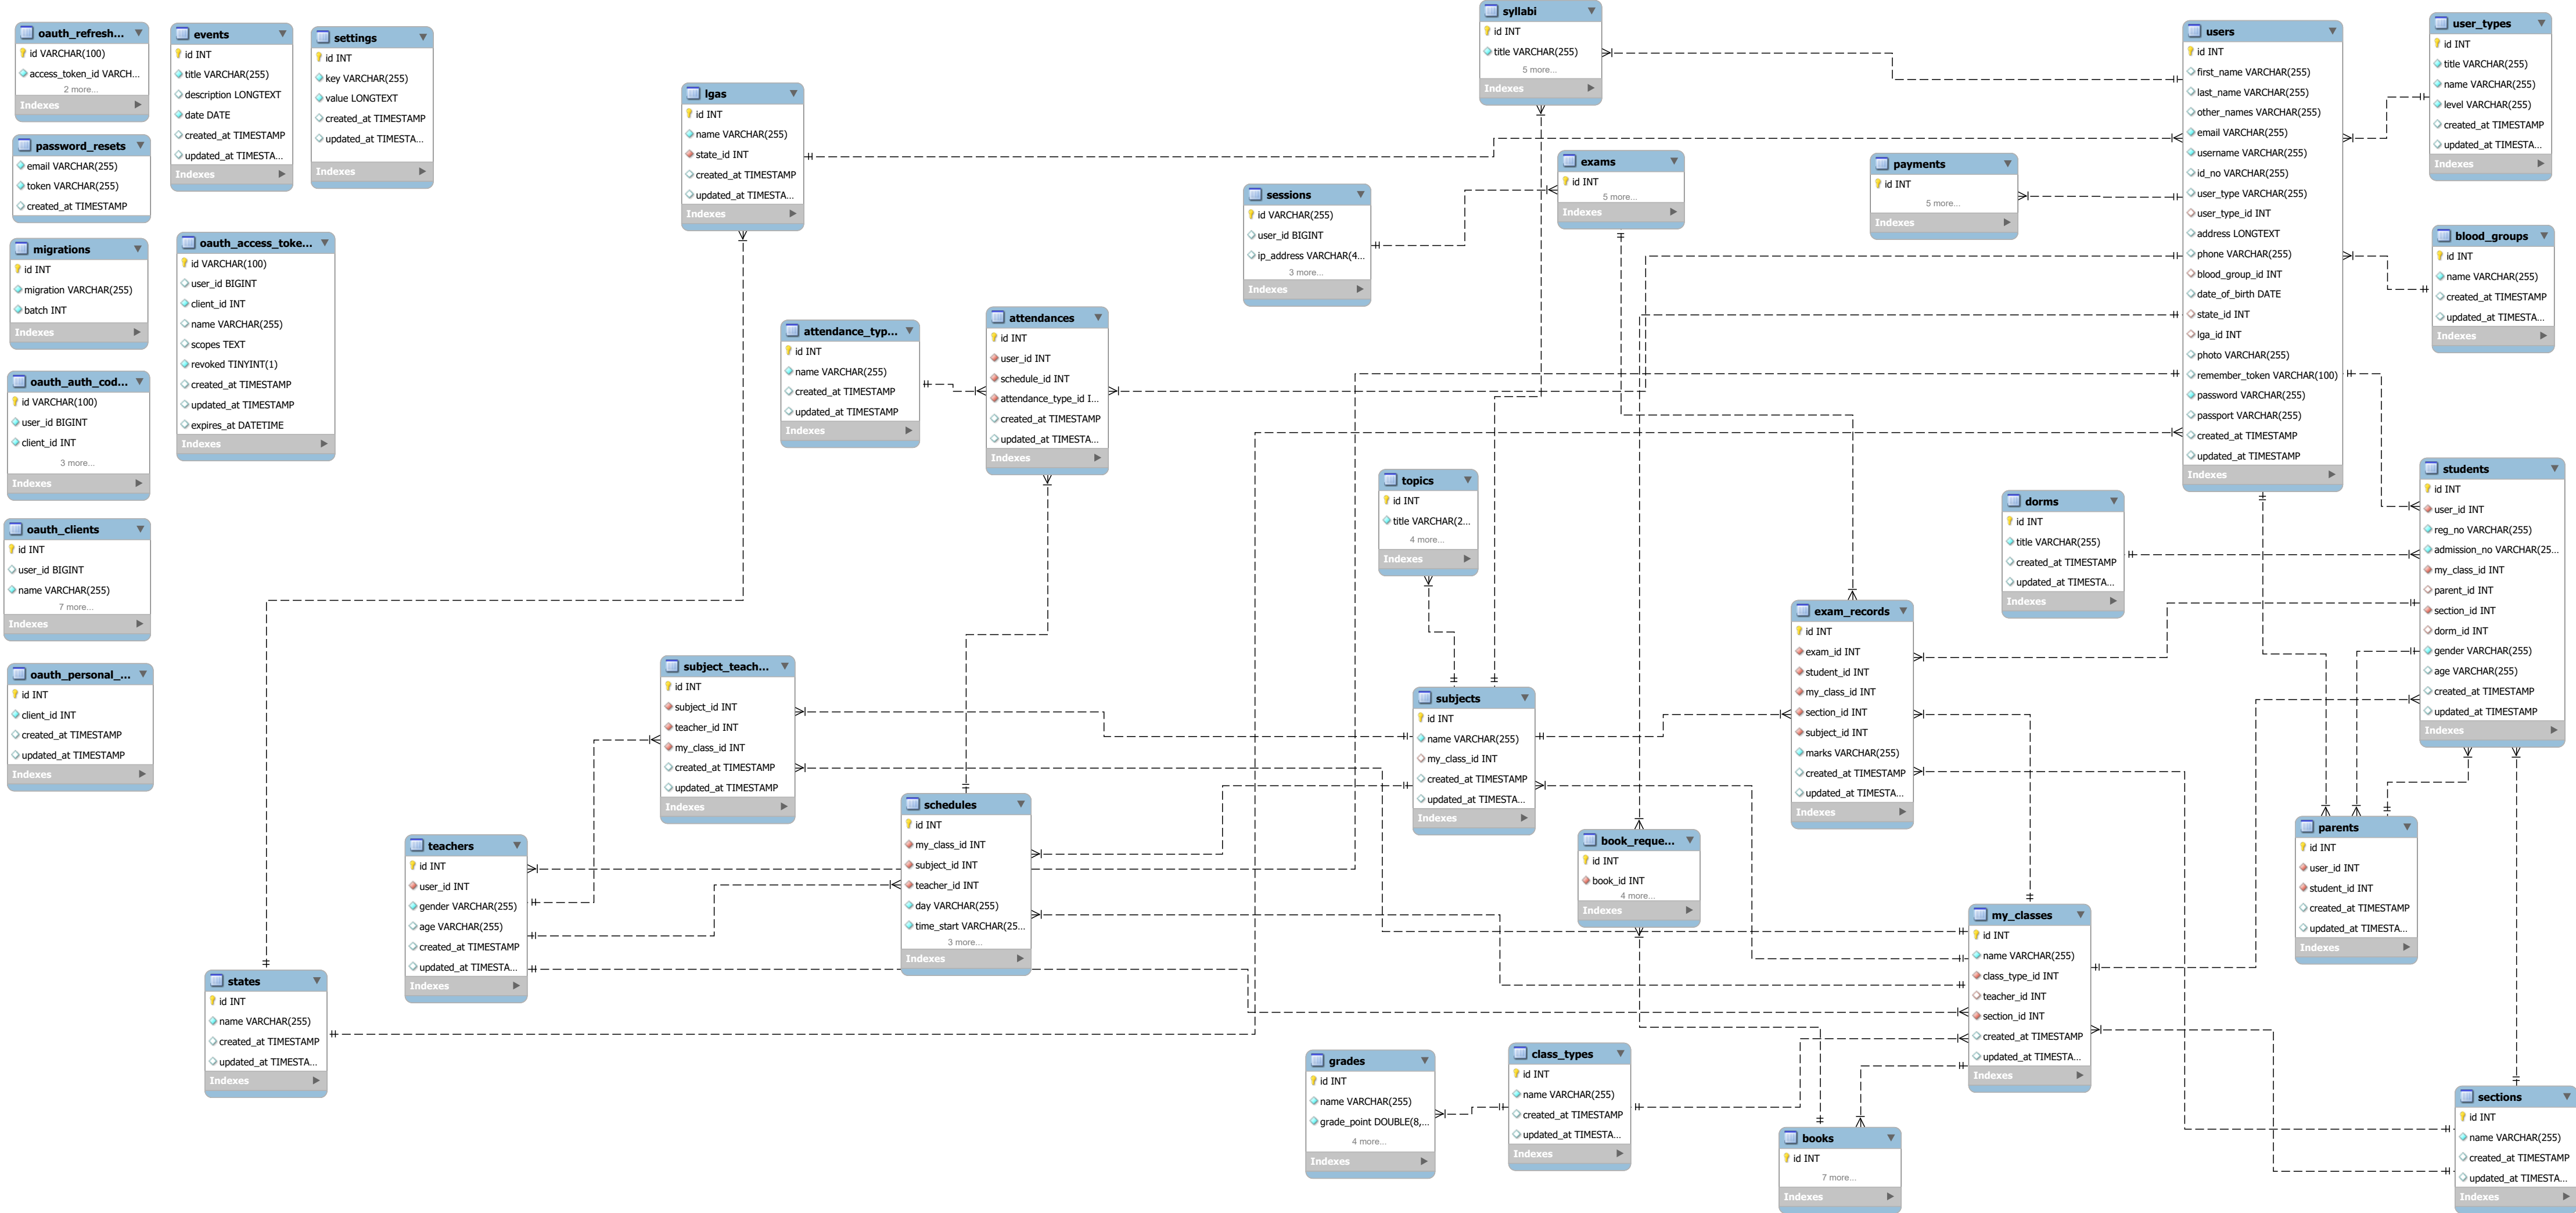 oauth_refresh...
id VARCHAR(100)
access_token_id VARCH...
2 more...
Indexes
events
id INT
title VARCHAR(255)
description LONGTEXT
date DATE
created_at TIMESTAMP
updated_at TIMESTA...
Indexes
settings
id INT
key VARCHAR(255)
value LONGTEXT
created_at TIMESTAMP
updated_at TIMESTA...
Indexes
password_resets
email VARCHAR(255)
token VARCHAR(255)
created_at TIMESTAMP
migrations
id INT
migration VARCHAR(255)
batch INT
Indexes
oauth_access_toke...
id VARCHAR(100)
user_id BIGINT
client_id INT
name VARCHAR(255)
scopes TEXT
revoked TINYINT(1)
created_at TIMESTAMP
updated_at TIMESTAMP
expires_at DATETIME
Indexes
oauth_auth_cod...
id VARCHAR(100)
user_id BIGINT
client_id INT
3 more...
Indexes
oauth_clients
id INT
user_id BIGINT
name VARCHAR(255)
7 more...
Indexes
oauth_personal_...
id INT
client_id INT
created_at TIMESTAMP
updated_at TIMESTAMP
Indexes
lgas
id INT
name VARCHAR(255)
state_id INT
created_at TIMESTAMP
updated_at TIMESTA...
Indexes
attendance_typ...
id INT
name VARCHAR(255)
created_at TIMESTAMP
updated_at TIMESTAMP
Indexes
attendances
id INT
user_id INT
schedule_id INT
attendance_type_id I...
created_at TIMESTAMP
updated_at TIMESTA...
Indexes
syllabi
id INT
title VARCHAR(255)
5 more...
Indexes
sessions
id VARCHAR(255)
user_id BIGINT
ip_address VARCHAR(4...
3 more...
Indexes
exams
id INT
5 more...
Indexes
payments
id INT
5 more...
Indexes
users
id INT
first_name VARCHAR(255)
last_name VARCHAR(255)
other_names VARCHAR(255)
email VARCHAR(255)
username VARCHAR(255)
id_no VARCHAR(255)
user_type VARCHAR(255)
user_type_id INT
address LONGTEXT
phone VARCHAR(255)
blood_group_id INT
date_of_birth DATE
state_id INT
lga_id INT
photo VARCHAR(255)
remember_token VARCHAR(100)
password VARCHAR(255)
passport VARCHAR(255)
created_at TIMESTAMP
updated_at TIMESTAMP
Indexes
user_types
id INT
title VARCHAR(255)
name VARCHAR(255)
level VARCHAR(255)
created_at TIMESTAMP
updated_at TIMESTA...
Indexes
blood_groups
id INT
name VARCHAR(255)
created_at TIMESTAMP
updated_at TIMESTA...
Indexes
topics
id INT
title VARCHAR(2...
4 more...
Indexes
dorms
id INT
title VARCHAR(255)
created_at TIMESTAMP
updated_at TIMESTA...
Indexes
students
id INT
user_id INT
reg_no VARCHAR(255)
admission_no VARCHAR(25...
my_class_id INT
parent_id INT
section_id INT
dorm_id INT
gender VARCHAR(255)
age VARCHAR(255)
created_at TIMESTAMP
updated_at TIMESTAMP
Indexes
exam_records
id INT
exam_id INT
student_id INT
my_class_id INT
section_id INT
subject_id INT
marks VARCHAR(255)
created_at TIMESTAMP
updated_at TIMESTA...
Indexes
subject_teach...
id INT
subject_id INT
teacher_id INT
my_class_id INT
created_at TIMESTAMP
updated_at TIMESTAMP
Indexes
subjects
id INT
name VARCHAR(255)
my_class_id INT
created_at TIMESTAMP
updated_at TIMESTA...
Indexes
schedules
id INT
my_class_id INT
subject_id INT
teacher_id INT
day VARCHAR(255)
time_start VARCHAR(25...
3 more...
Indexes
teachers
id INT
user_id INT
gender VARCHAR(255)
age VARCHAR(255)
created_at TIMESTAMP
updated_at TIMESTA...
Indexes
book_reque...
id INT
book_id INT
4 more...
Indexes
parents
id INT
user_id INT
student_id INT
created_at TIMESTAMP
updated_at TIMESTA...
Indexes
my_classes
id INT
name VARCHAR(255)
class_type_id INT
teacher_id INT
section_id INT
created_at TIMESTAMP
updated_at TIMESTA...
Indexes
states
id INT
name VARCHAR(255)
created_at TIMESTAMP
updated_at TIMESTA...
Indexes
grades
id INT
name VARCHAR(255)
grade_point DOUBLE(8,...
4 more...
Indexes
class_types
id INT
name VARCHAR(255)
created_at TIMESTAMP
updated_at TIMESTA...
Indexes
books
id INT
7 more...
Indexes
sections
id INT
name VARCHAR(255)
created_at TIMESTAMP
updated_at TIMESTA...
Indexes